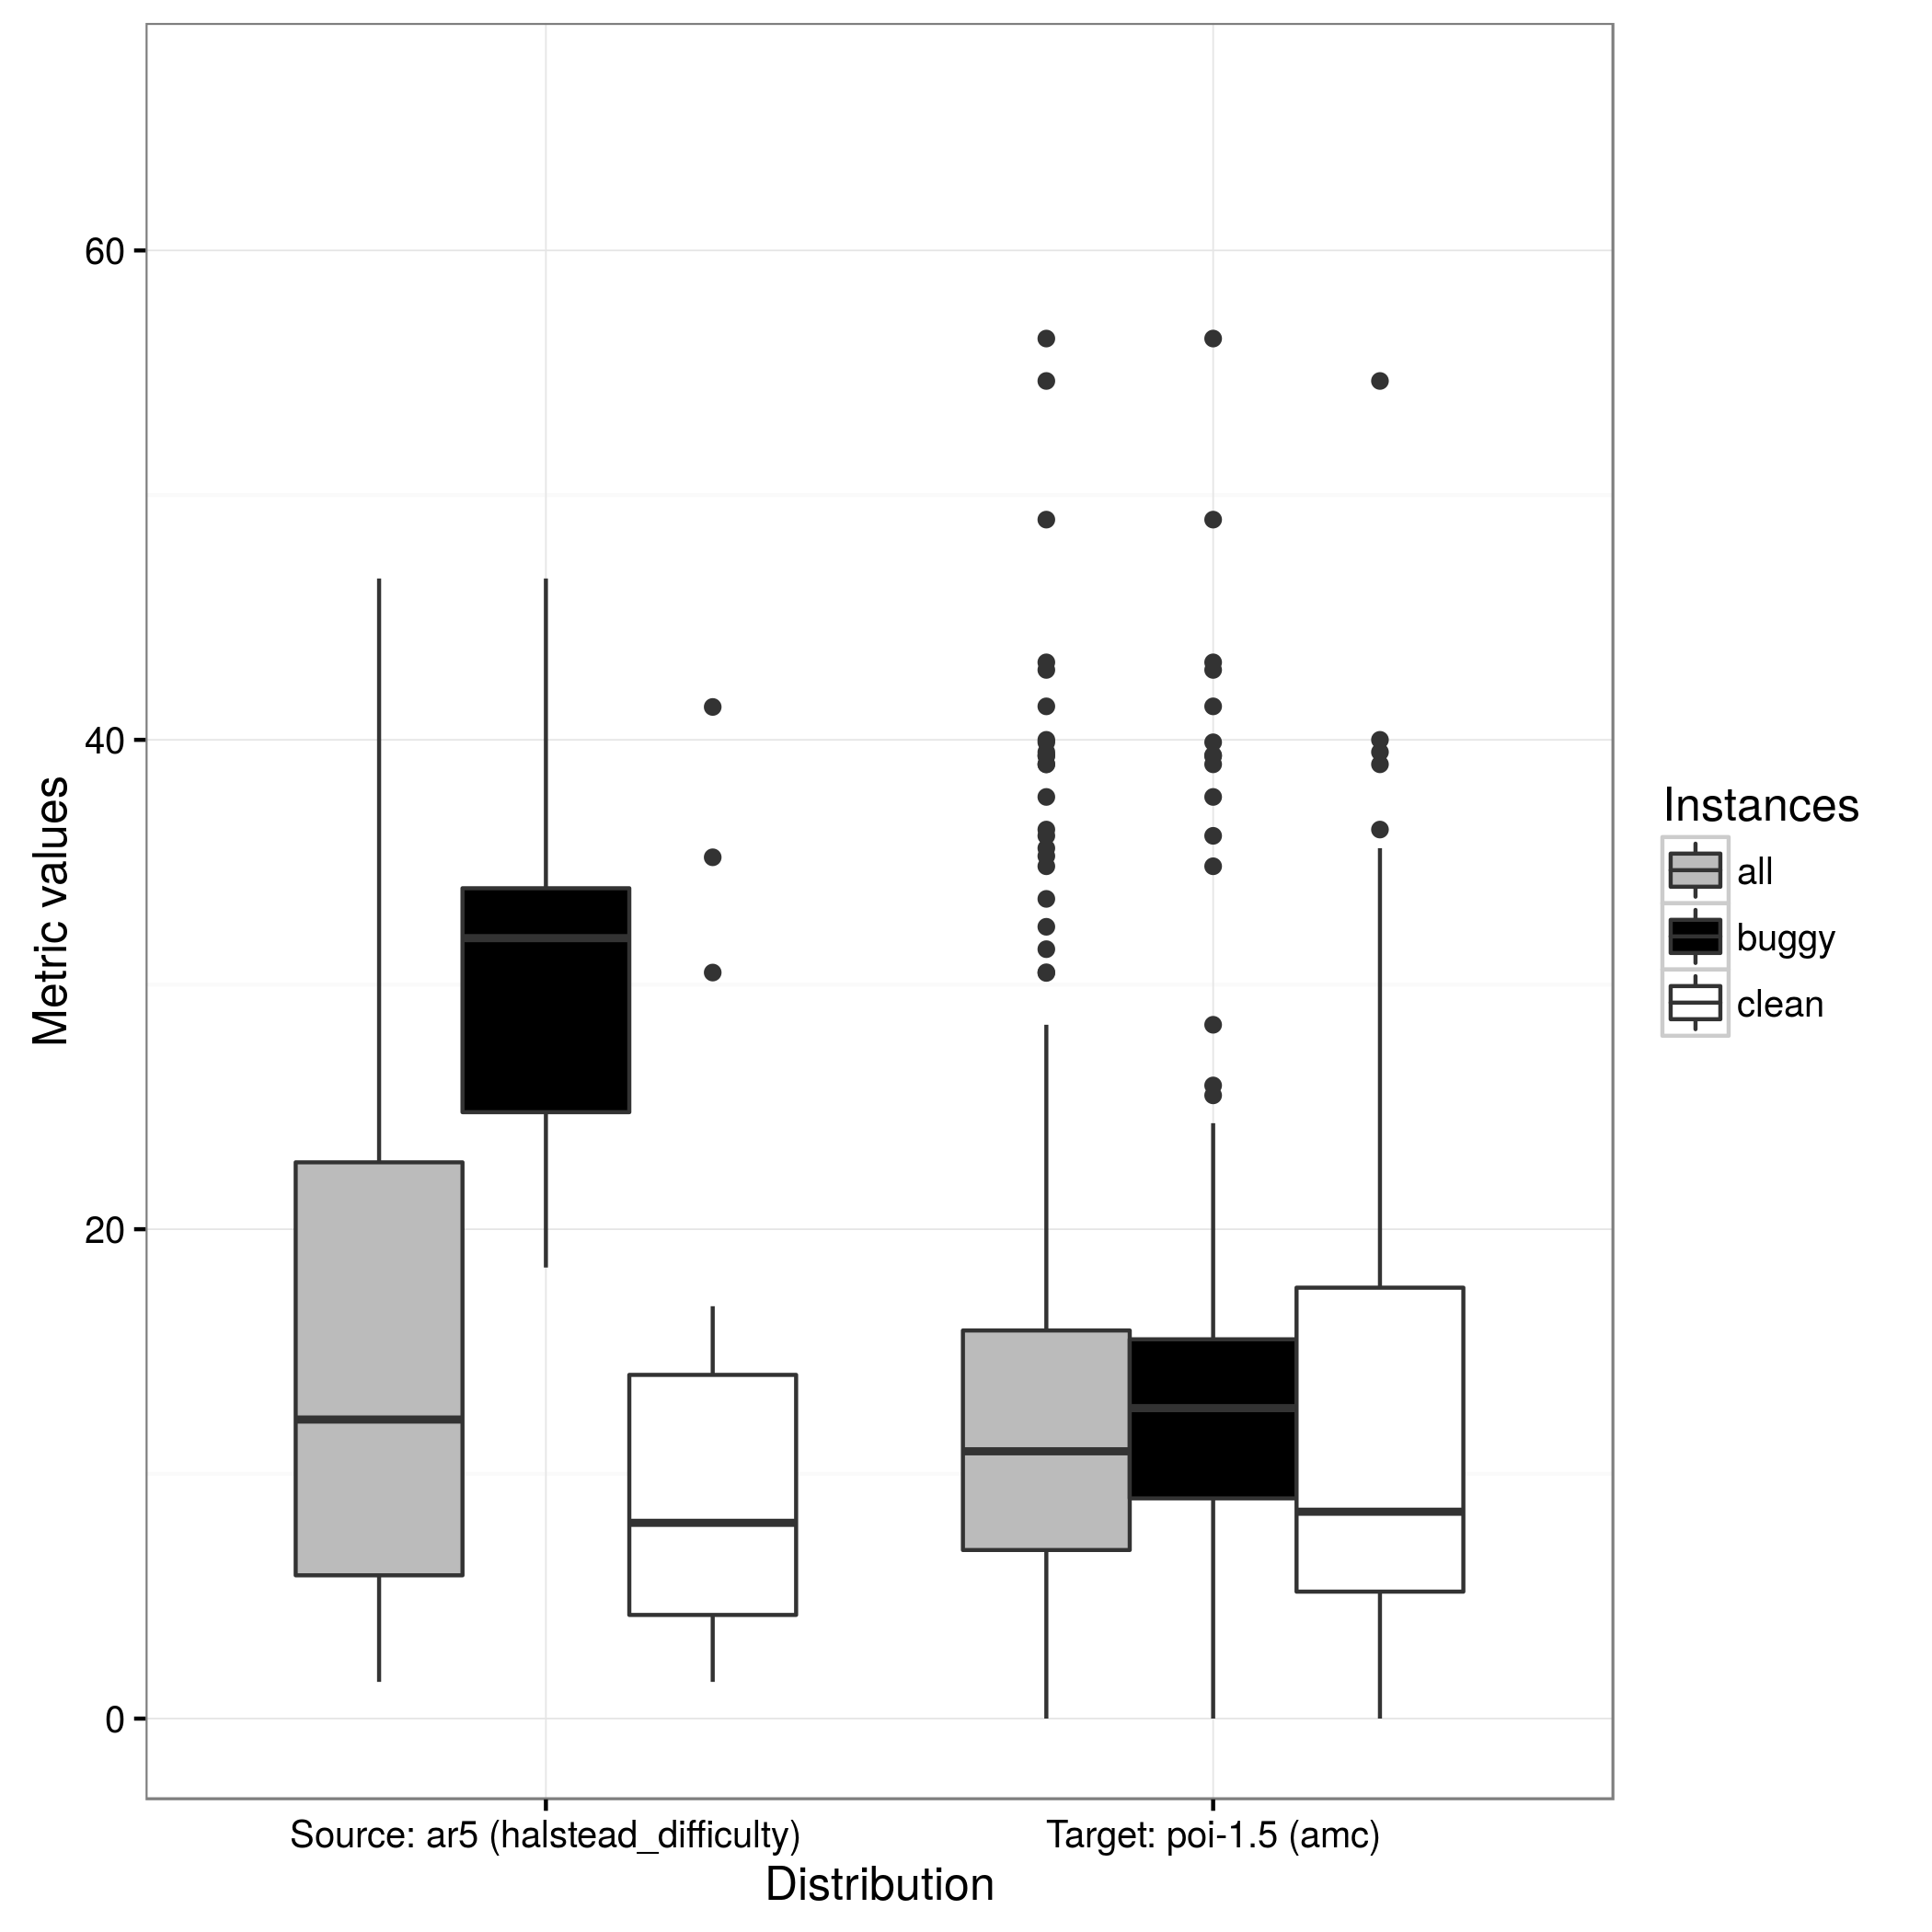 60
40
20
0
Metric values
Source: ar5 (halstead_difficulty)
Target: poi-1.5 (amc)
Distribution
Instances
all
buggy
clean